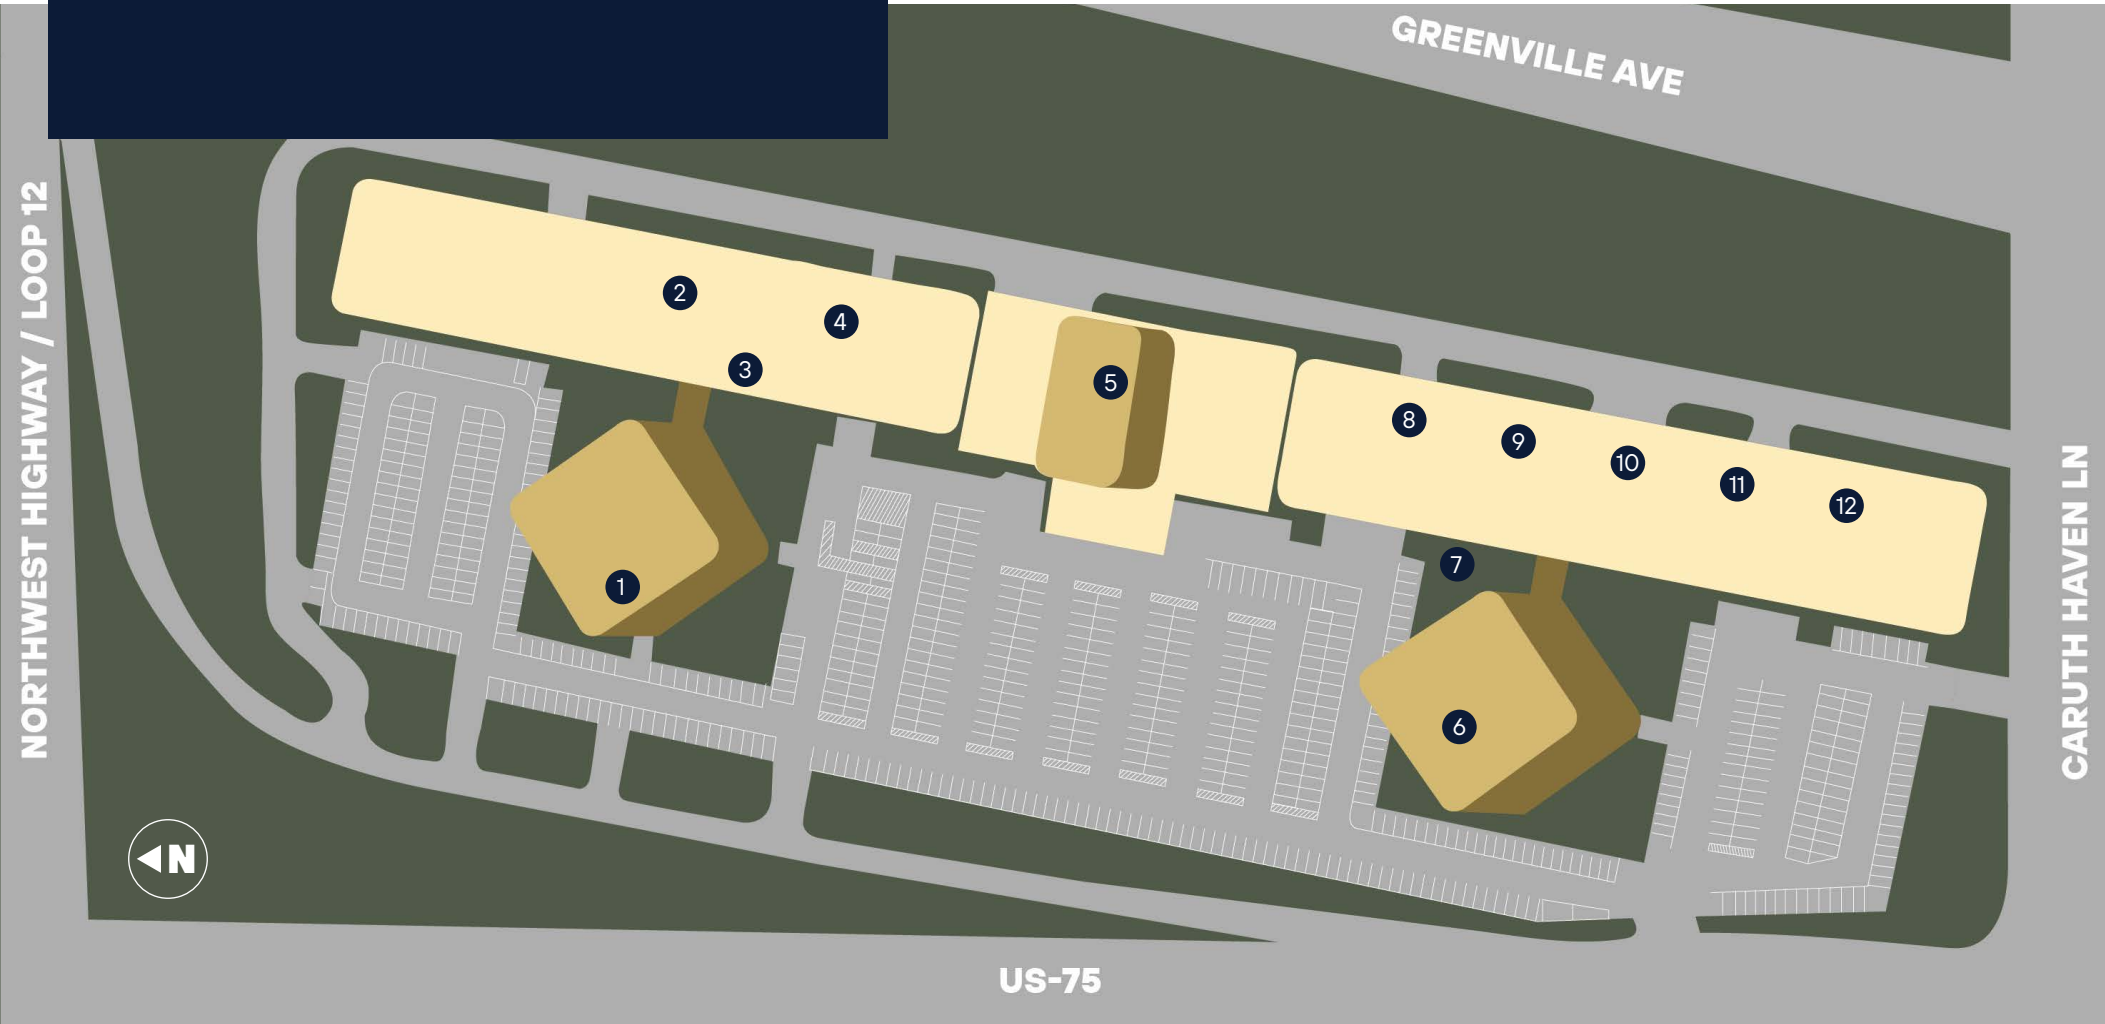 GREENVILLE AVE
NORTHWEST HIGHWAY / LOOP 12
2
4
3
5
8
9
10
11
12
1
7
6
CARUTH HAVEN LN
N
US-75